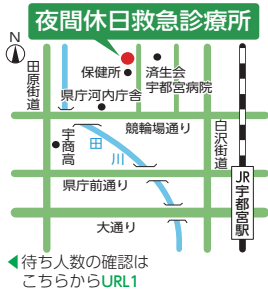 夜間休日救急診療所
N
田原街道
保健所
済生会
宇都宮病院
県庁河内庁舎
競輪場通り
宇商高
田川
白沢街道
県庁前通り
JR宇都宮駅
大通り
◀待ち人数の確認は
こちらからURL1